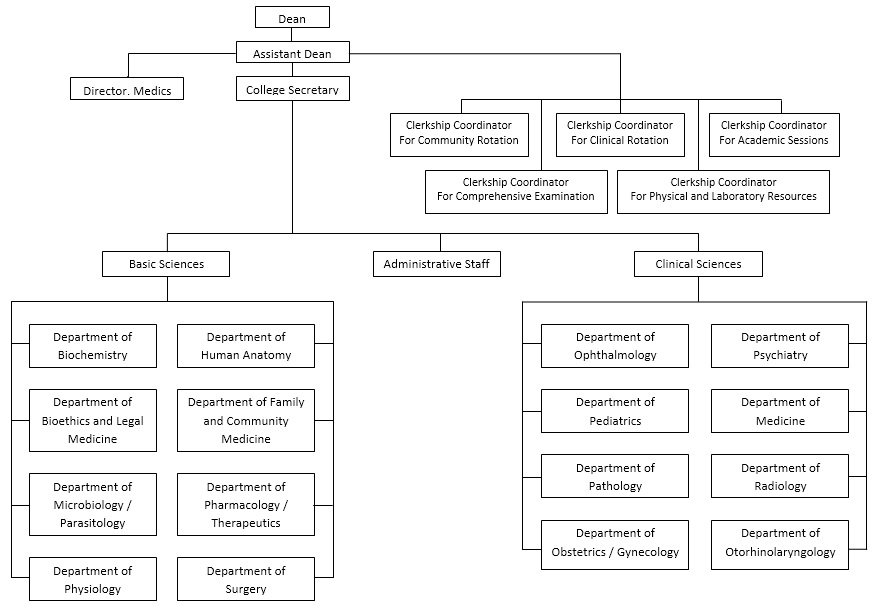 Dean
Assistant Dean
Director. Medics
College Secretary
Clerkship Coordinator
For Community Rotation
Clerkship Coordinator
For Clinical Rotation
Clerkship Coordinator
For Academic Sessions
Clerkship Coordinator
For Comprehensive Examination
Clerkship Coordinator
For Physical and Laboratory Resources
Basic Sciences
Administrative Staff
Clinical Sciences
Department of
Biochemistry
Department of
Human Anatomy
Department of
Bioethics and Legal
Medicine
Department of Family
and Community
Medicine
Department of
Microbiology /
Parasitology
Department of
Pharmacology /
Therapeutics
Department of
Physiology
Department of
Surgery
Department of
Ophthalmology
Department of
Psychiatry
Department of
Pediatrics
Department of
Medicine
Department of
Pathology
Department of
Radiology
Department of
Obstetrics / Gynecology
Department of
Otorhinolaryngology